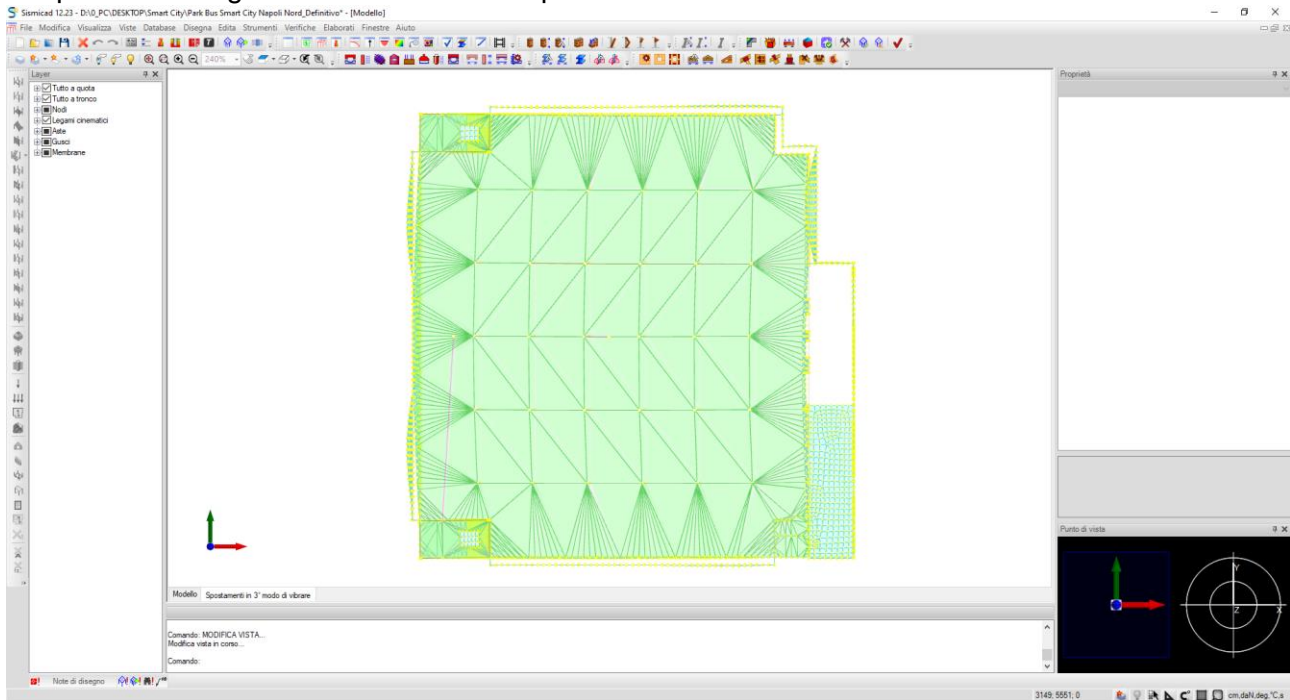 Sismicad 12.23 - D:\0_PC\DESKTOP\Smart City\Park Bus Smart City Napoli Nord_Definitivo* - [Modello]
File Modifica Visualizza Viste Database Disegna Edita Strumenti Verifiche Elaborati Finestre Aiuto
240%
Layer
Proprietà
Tutto a quota
Tutto a tronco
Nodi
Legami cinematici
Aste
Gusci
Membrane
Punto di vista
Y
Z
X
Modello Spostamenti in 3° modo di vibrare
Comando: MODIFICA VISTA...
Modifica vista in corso...
Comando:
Note di disegno
3149; 5551; 0
cm,daN,deg,°C,s